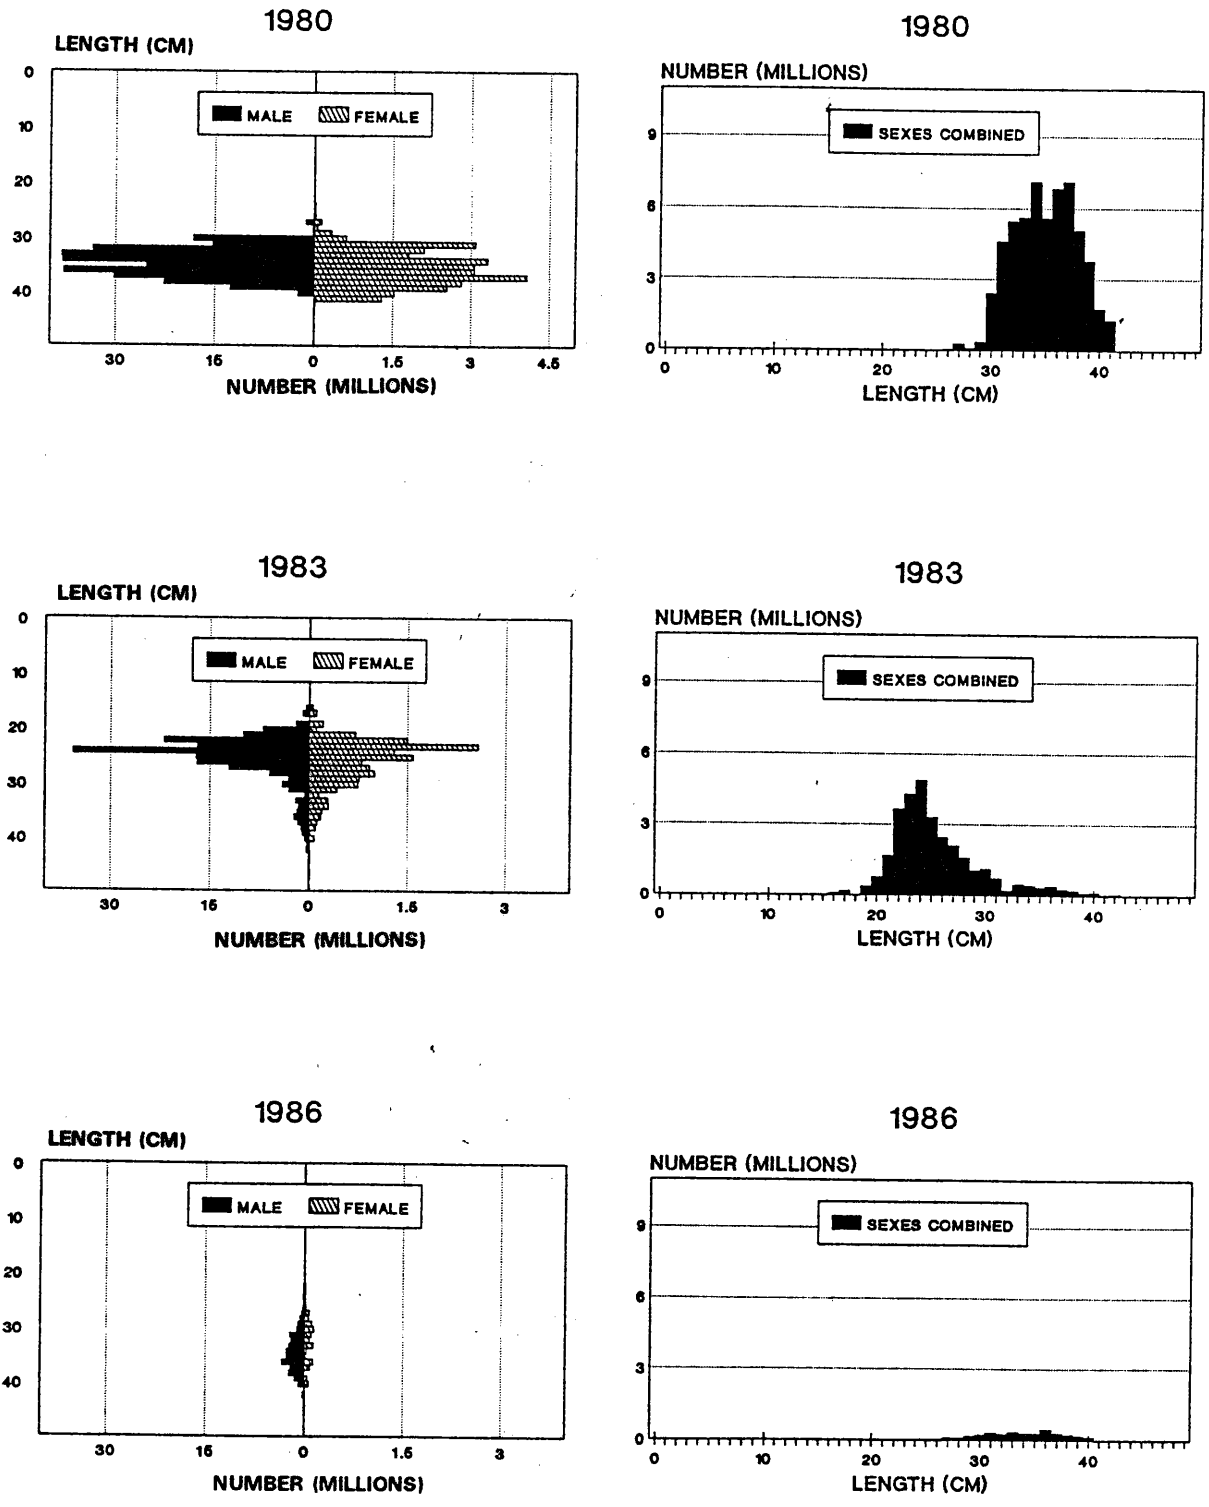 1980
LENGTH (CM)
0
MALE FEMALE
10
20
30
40
30 15 0 1.5 3 4.5
NUMBER (MILLIONS)
1980
NUMBER (MILLIONS)
9
SEXES COMBINED
6
3
0
0 10 20 30 40
LENGTH (CM)
1983
LENGTH (CM)
0
MALE FEMALE
10
20
30
40
30 15 0 1.5 3
NUMBER (MILLIONS)
1983
NUMBER (MILLIONS)
9
SEXES COMBINED
6
3
0
0 10 20 30 40
LENGTH (CM)
1986
LENGTH (CM)
0
MALE FEMALE
10
20
30
40
30 15 0 1.5 3
NUMBER (MILLIONS)
1986
NUMBER (MILLIONS)
9
SEXES COMBINED
6
3
0
0 10 20 30 40
LENGTH (CM)